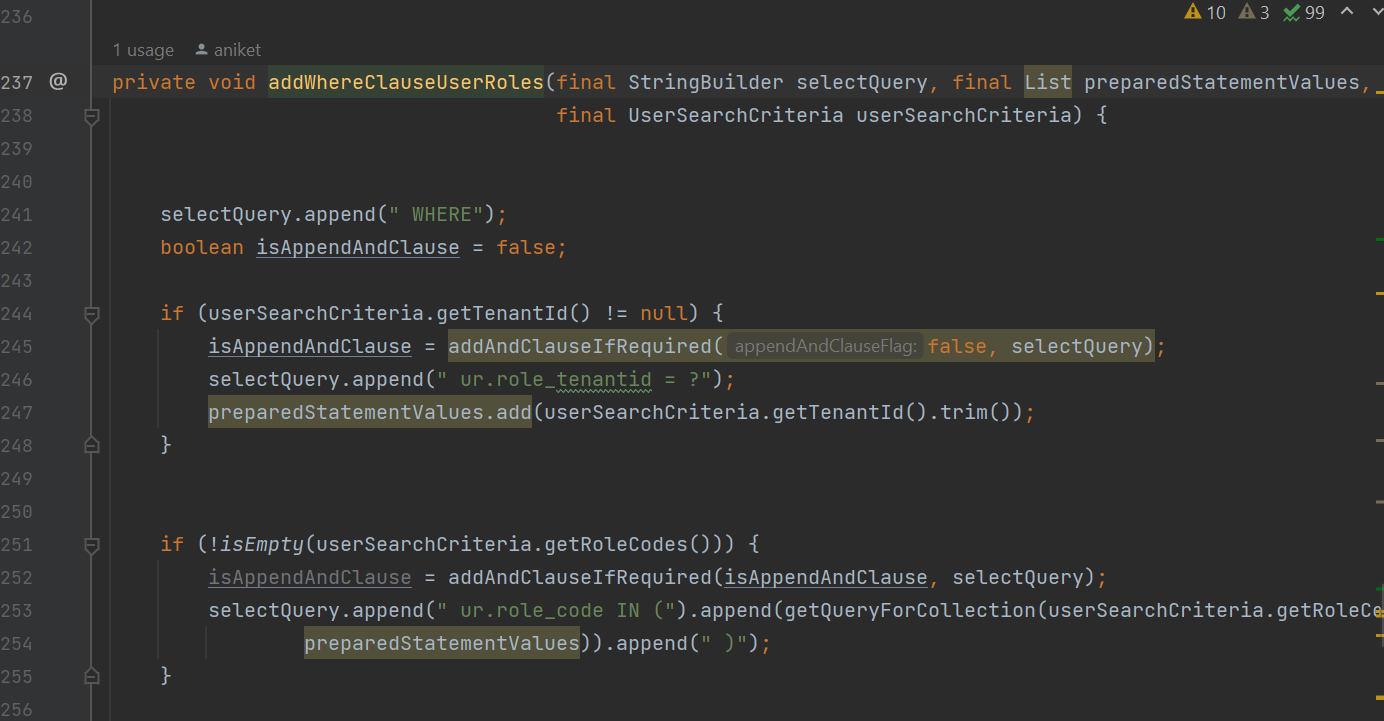 236 10 3 99
1 usage aniket
237 @ private void addWhereClauseUserRoles(final StringBuilder selectQuery, final List preparedStatementValues,
238 final UserSearchCriteria userSearchCriteria) {
239
240
241 selectQuery.append(" WHERE");
242 boolean isAppendAndClause = false;
243
244 if (userSearchCriteria.getTenantId() != null) {
245 isAppendAndClause = addAndClauseIfRequired( appendAndClauseFlag: false, selectQuery);
246 selectQuery.append(" ur.role_tenantid = ?");
247 preparedStatementValues.add(userSearchCriteria.getTenantId().trim());
248 }
249
250
251 if (!isEmpty(userSearchCriteria.getRoleCodes())) {
252 isAppendAndClause = addAndClauseIfRequired(isAppendAndClause, selectQuery);
253 selectQuery.append(" ur.role_code IN (").append(getQueryForCollection(userSearchCriteria.getRoleCo
254 preparedStatementValues)).append(" )");
255 }
256